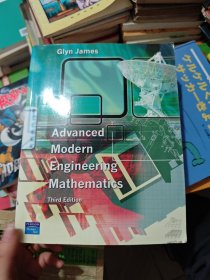 Glyn James
Advanced
Modern
Engineering
Mathematics
Third Edition